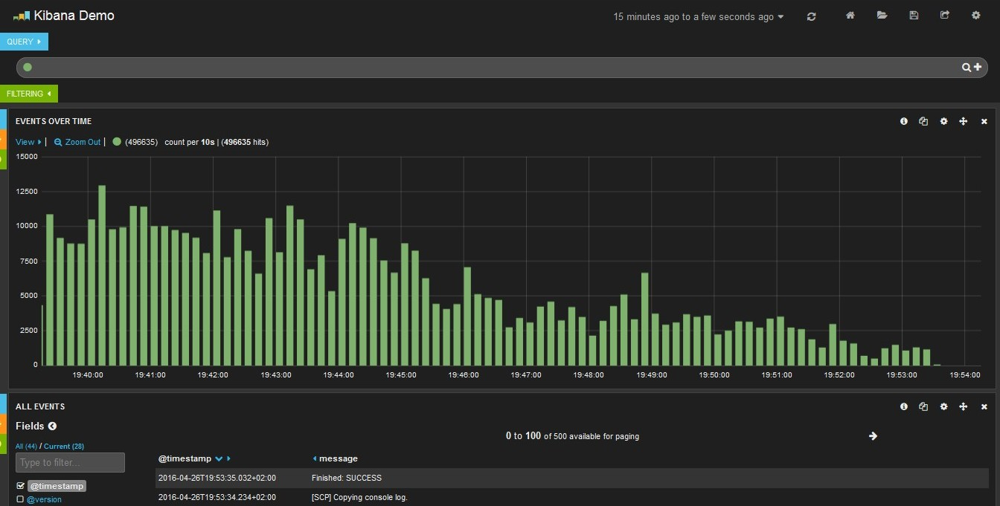 Kibana Demo
15 minutes ago to a few seconds ago
QUERY
FILTERING
EVENTS OVER TIME
View | Zoom Out | (496635) count per 10s | (496635 hits)
15000
12500
10000
7500
5000
2500
0
19:40:00 19:41:00 19:42:00 19:43:00 19:44:00 19:45:00 19:46:00 19:47:00 19:48:00 19:49:00 19:50:00 19:51:00 19:52:00 19:53:00 19:54:00
ALL EVENTS
Fields
0 to 100 of 500 available for paging
All (44) / Current (28)
Type to filter...
@timestamp message
2016-04-26T19:53:35.032+02:00 Finished: SUCCESS
@timestamp
2016-04-26T19:53:34.234+02:00 [SCP] Copying console log.
@version